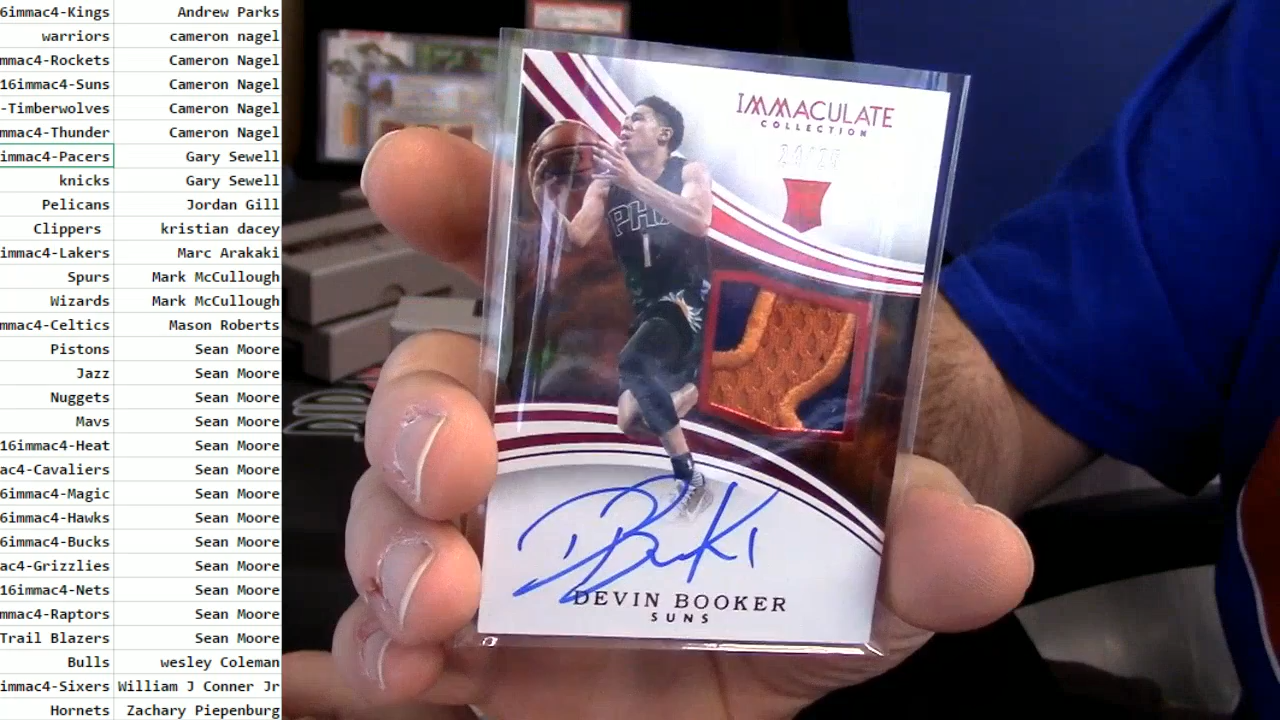 6immac4-Kings Andrew Parks
warriors cameron nagel
mmac4-Rockets Cameron Nagel
16immac4-Suns Cameron Nagel
-Timberwolves Cameron Nagel
mmac4-Thunder Cameron Nagel
immac4-Pacers Gary Sewell
knicks Gary Sewell
Pelicans Jordan Gill
Clippers kristian dacey
immac4-Lakers Marc Arakaki
Spurs Mark McCullough
Wizards Mark McCullough
mmac4-Celtics Mason Roberts
Pistons Sean Moore
Jazz Sean Moore
Nuggets Sean Moore
Mavs Sean Moore
16immac4-Heat Sean Moore
ac4-Cavaliers Sean Moore
6immac4-Magic Sean Moore
6immac4-Hawks Sean Moore
6immac4-Bucks Sean Moore
ac4-Grizzlies Sean Moore
16immac4-Nets Sean Moore
mmac4-Raptors Sean Moore
Trail Blazers Sean Moore
Bulls wesley Coleman
immac4-Sixers William J Conner Jr
Hornets Zachary Piepenburg
IMMACULATE
COLLECTION
PHX
1
DEVIN BOOKER
SUNS